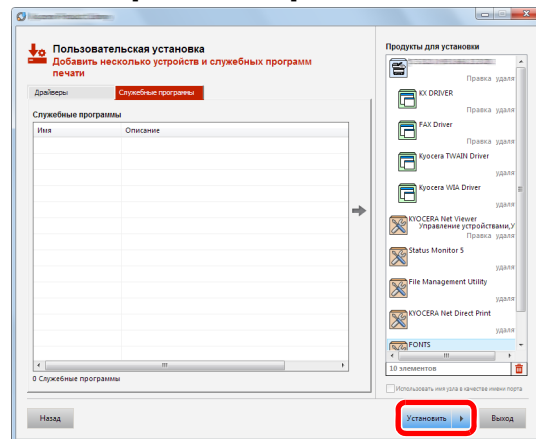 Пользовательская установка
Добавить несколько устройств и служебных программ
печати
Драйверы
Служебные программы
Служебные программы
Имя
Описание
0 Служебные программы
Продукты для установки
Правка удаля
KX DRIVER
Правка удаля
FAX Driver
Правка удаля
Kyocera TWAIN Driver
удаля
Kyocera WIA Driver
удаля
KYOCERA Net Viewer
Управление устройствами,У
Правка удаля
Status Monitor 5
удаля
File Management Utility
удаля
KYOCERA Net Direct Print
удаля
FONTS
10 элементов
Использовать имя узла в качестве имени порта
Назад
Установить
Выход